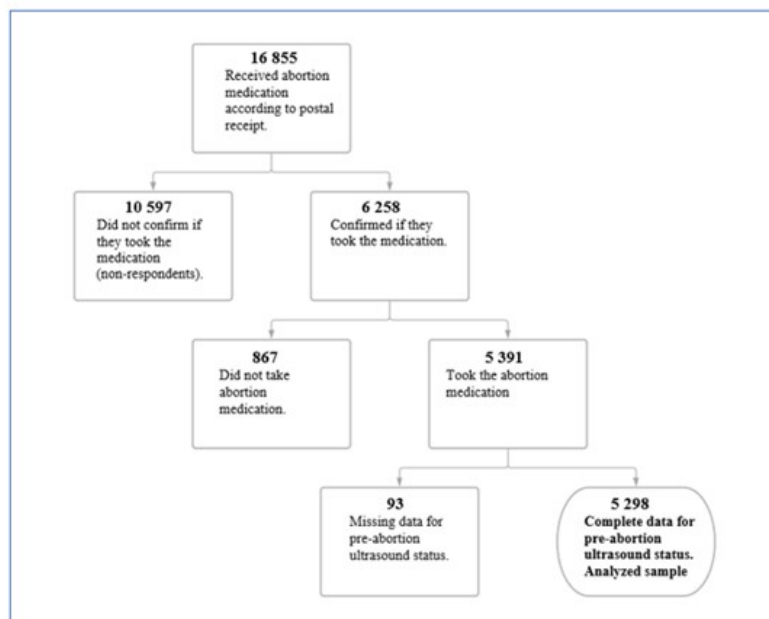 16 855
Received abortion
medication
according to postal
receipt.
10 597
Did not confirm if
they took the
medication
(non-respondents).
6 258
Confirmed if they
took the medication.
867
Did not take
abortion
medication.
5 391
Took the abortion
medication
93
Missing data for
pre-abortion
ultrasound status.
5 298
Complete data for
pre-abortion
ultrasound status.
Analyzed sample